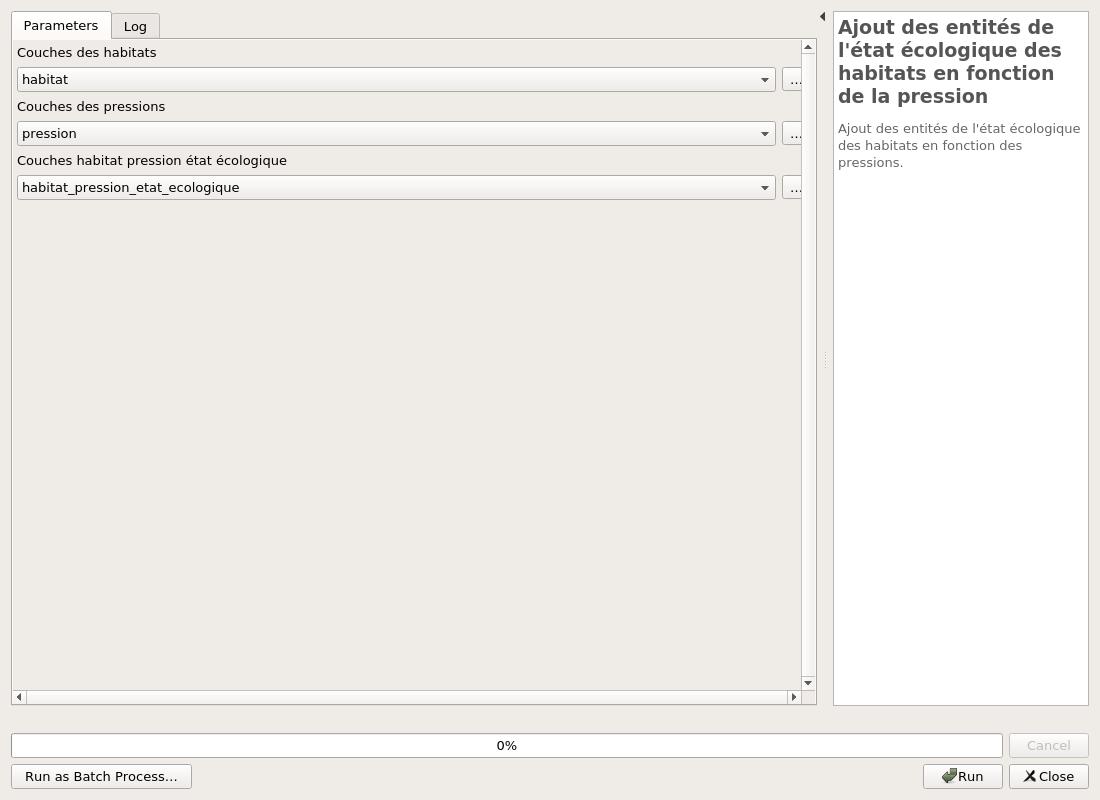 Parameters
Log
Couches des habitats
habitat
...
Couches des pressions
pression
...
Couches habitat pression état écologique
habitat_pression_etat_ecologique
...
Ajout des entités de
l'état écologique des
habitats en fonction
de la pression
Ajout des entités de l'état écologique
des habitats en fonction des
pressions.
0%
Cancel
Run as Batch Process...
Run
Close